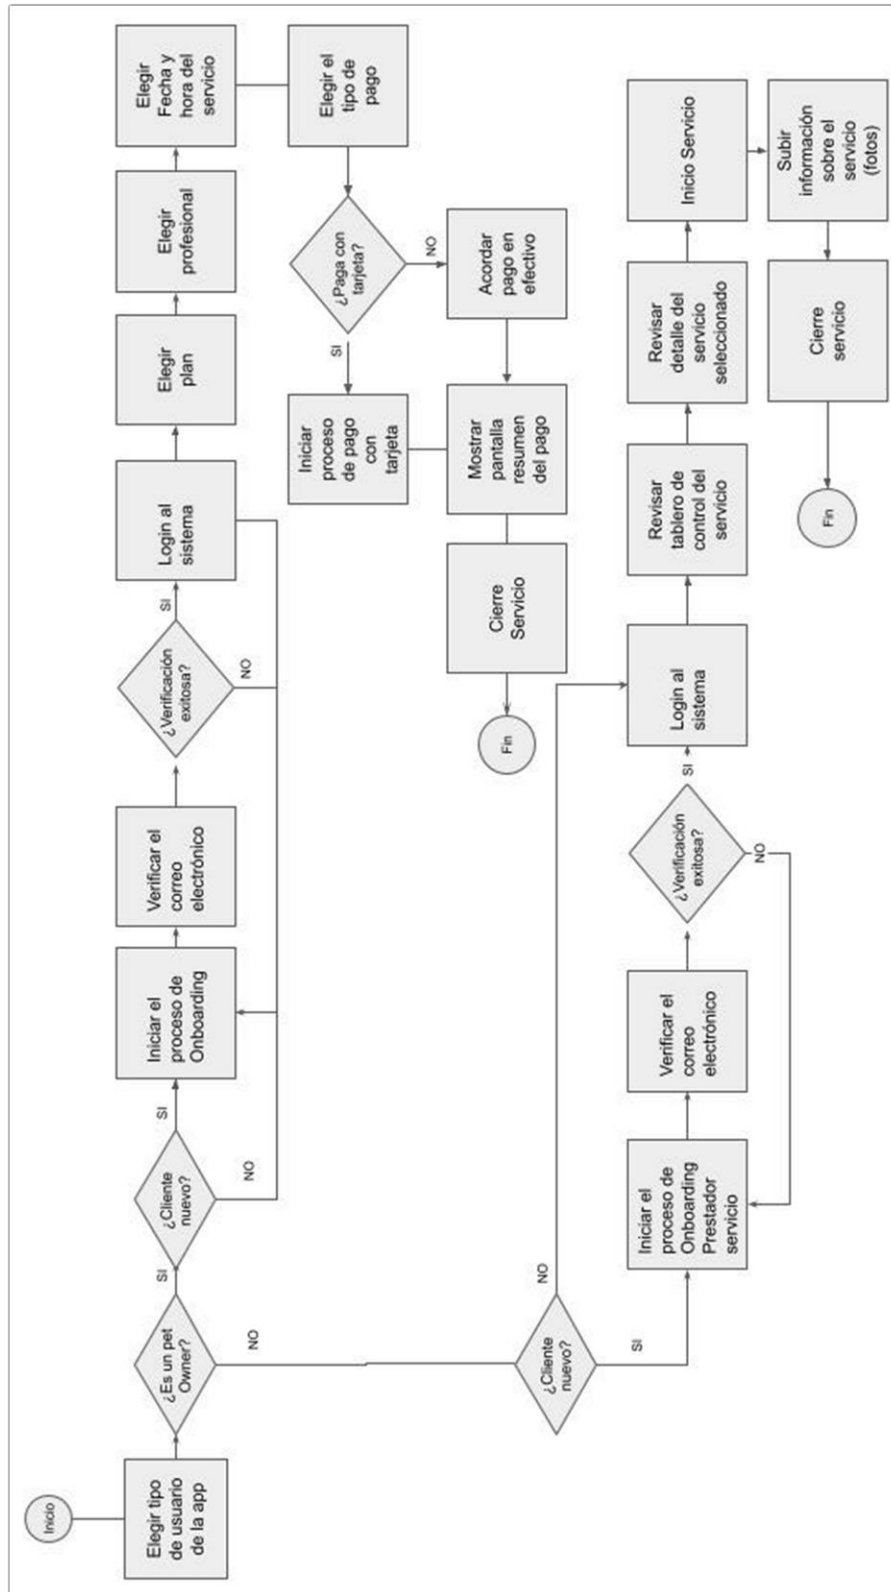 Inicio
Elegir tipo
de usuario
de la app
¿Es un pet
Owner?
SI
NO
¿Cliente
nuevo?
SI
NO
Iniciar el
proceso de
Onboarding
Verificar el
correo
electrónico
¿Verificación
exitosa?
SI
NO
Login al
sistema
Elegir
plan
Elegir
profesional
Elegir
Fecha y
hora del
servicio
Elegir el
tipo de
pago
¿Paga con
tarjeta?
SI
NO
Iniciar
proceso
de pago
con
tarjeta
Acordar
pago en
efectivo
Mostrar
pantalla
resumen
del pago
Cierre
Servicio
Fin
¿Cliente
nuevo?
NO
SI
Iniciar el
proceso de
Onboarding
Prestador
servicio
Verificar el
correo
electrónico
¿Verificación
exitosa?
SI
NO
Login al
sistema
Revisar
tablero de
control del
servicio
Revisar
detalle del
servicio
seleccionado
Inicio Servicio
Subir
información
sobre el
servicio
(fotos)
Cierre
servicio
Fin